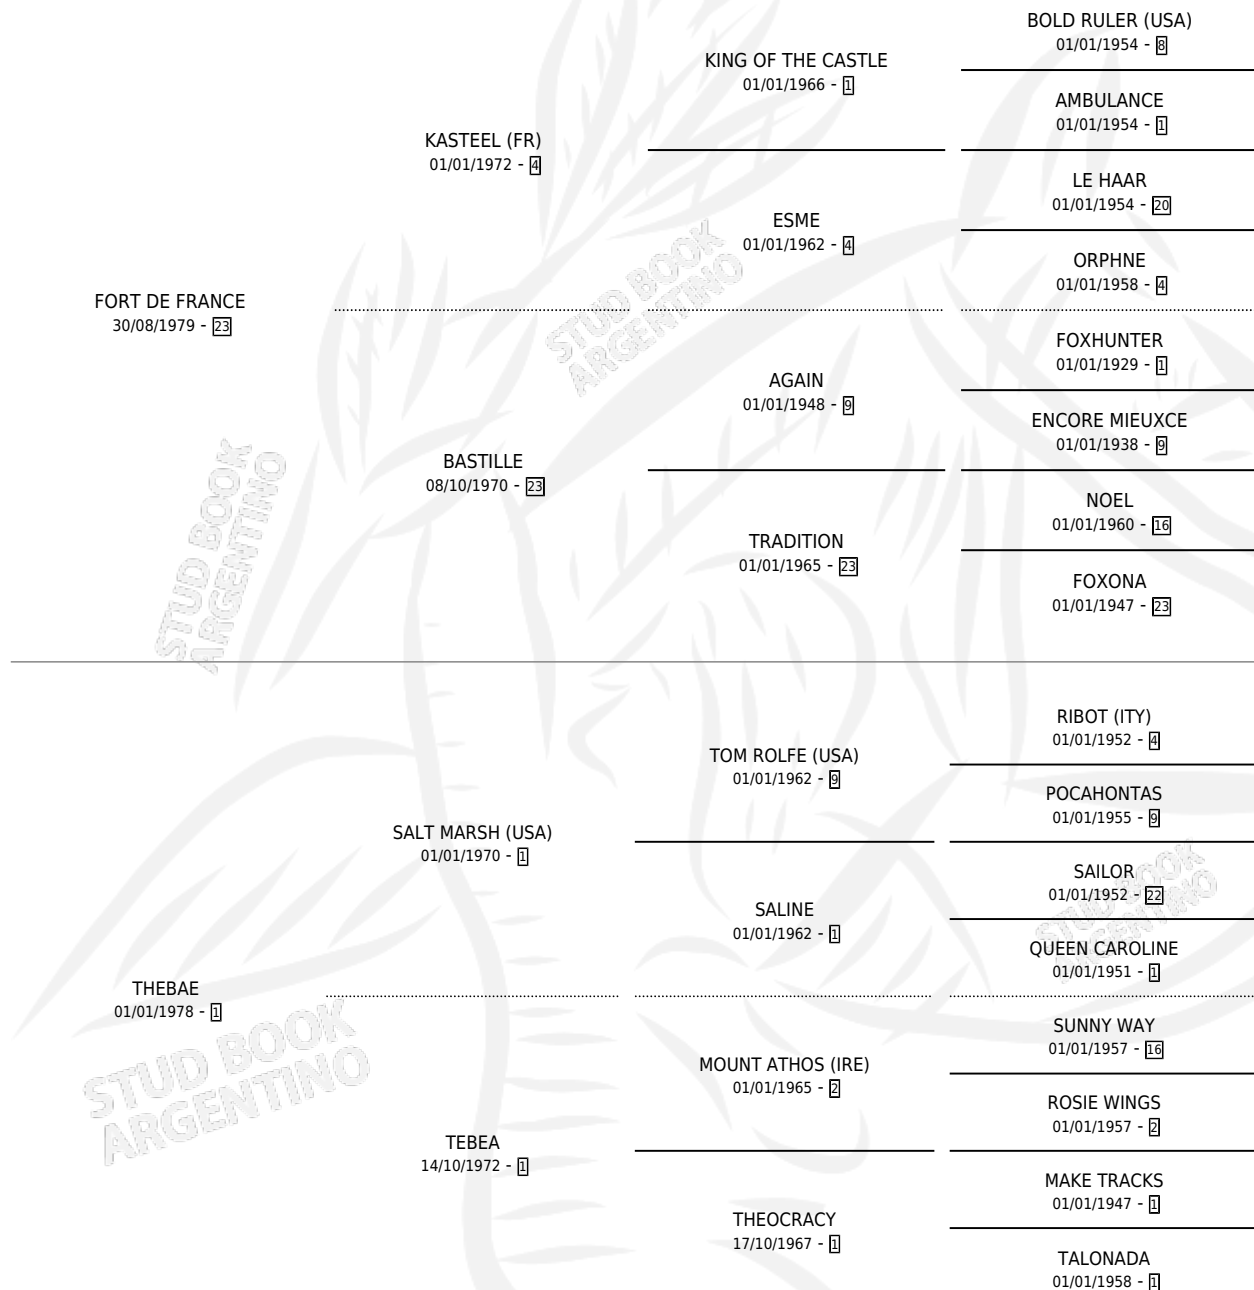 BOLD RULER (USA)
01/01/1954 - 8
KING OF THE CASTLE
01/01/1966 - 1
AMBULANCE
01/01/1954 - 1
KASTEEL (FR)
01/01/1972 - 4
LE HAAR
01/01/1954 - 20
ESME
01/01/1962 - 4
ORPHNE
01/01/1958 - 4
FORT DE FRANCE
30/08/1979 - 23
FOXHUNTER
01/01/1929 - 1
AGAIN
01/01/1948 - 9
ENCORE MIEUXCE
01/01/1938 - 9
BASTILLE
08/10/1970 - 23
NOEL
01/01/1960 - 16
TRADITION
01/01/1965 - 23
FOXONA
01/01/1947 - 23
STUD BOOK
ARGENTINO
STUD BOOK
ARGENTINO
RIBOT (ITY)
01/01/1952 - 4
TOM ROLFE (USA)
01/01/1962 - 9
POCAHONTAS
01/01/1955 - 9
SALT MARSH (USA)
01/01/1970 - 1
SAILOR
01/01/1952 - 22
SALINE
01/01/1962 - 1
QUEEN CAROLINE
01/01/1951 - 1
STUD BOOK
ARGENTINO
THEBAE
01/01/1978 - 1
SUNNY WAY
01/01/1957 - 16
MOUNT ATHOS (IRE)
01/01/1965 - 2
ROSIE WINGS
01/01/1957 - 2
STUD BOOK
ARGENTINO
TEBEA
14/10/1972 - 1
MAKE TRACKS
01/01/1947 - 1
THEOCRACY
17/10/1967 - 1
TALONADA
01/01/1958 - 1